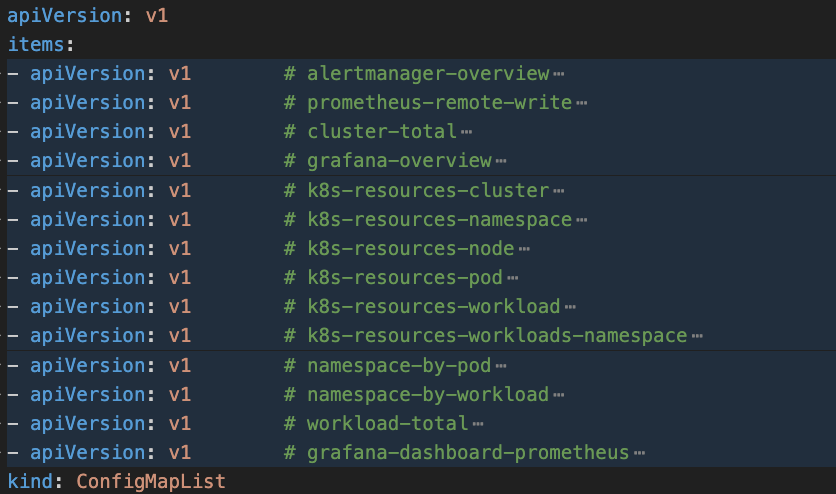 apiVersion: v1
items:
- apiVersion: v1        # alertmanager-overview…
- apiVersion: v1        # prometheus-remote-write…
- apiVersion: v1        # cluster-total…
- apiVersion: v1        # grafana-overview…
- apiVersion: v1        # k8s-resources-cluster…
- apiVersion: v1        # k8s-resources-namespace…
- apiVersion: v1        # k8s-resources-node…
- apiVersion: v1        # k8s-resources-pod…
- apiVersion: v1        # k8s-resources-workload…
- apiVersion: v1        # k8s-resources-workloads-namespace…
- apiVersion: v1        # namespace-by-pod…
- apiVersion: v1        # namespace-by-workload…
- apiVersion: v1        # workload-total…
- apiVersion: v1        # grafana-dashboard-prometheus…
kind: ConfigMapList